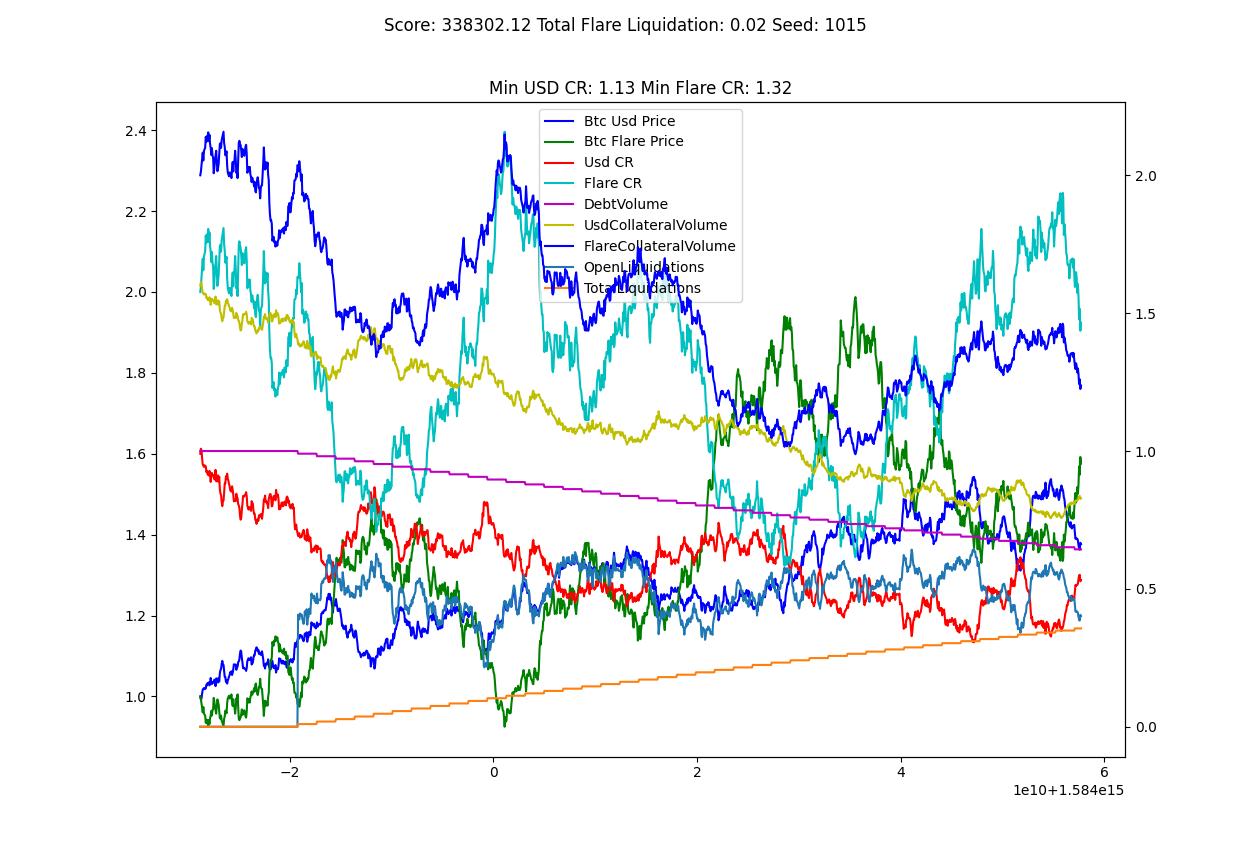 Score: 338302.12 Total Flare Liquidation: 0.02 Seed: 1015
Min USD CR: 1.13 Min Flare CR: 1.32
Btc Usd Price
Btc Flare Price
Usd CR
Flare CR
DebtVolume
UsdCollateralVolume
FlareCollateralVolume
OpenLiquidations
TotalLiquidations
2.4
2.2
2.0
1.8
1.6
1.4
1.2
1.0
2.0
1.5
1.0
0.5
0.0
−2
0
2
4
6
1e10+1.584e15